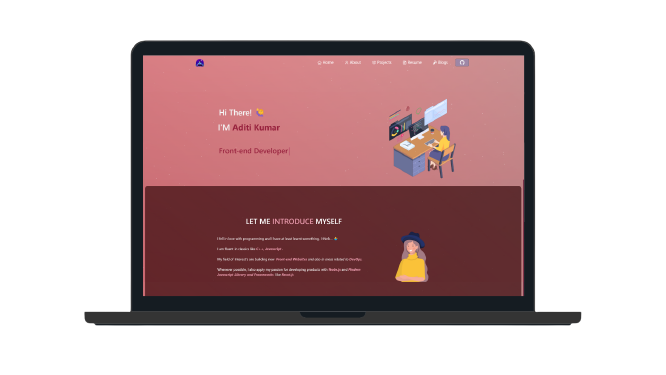 Home About Projects Resume Blogs
Hi There!
I'M Aditi Kumar
Front-end Developer
LET ME INTRODUCE MYSELF
I fell in love with programming and I have at least learnt something, I think...
I am fluent in classics like C++, Javascript.
My field of Interest's are building new Front-end Websites and also in areas related to DevOps.
Whenever possible, I also apply my passion for developing products with Node.js and Modern
Javascript Library and Frameworks like React.js